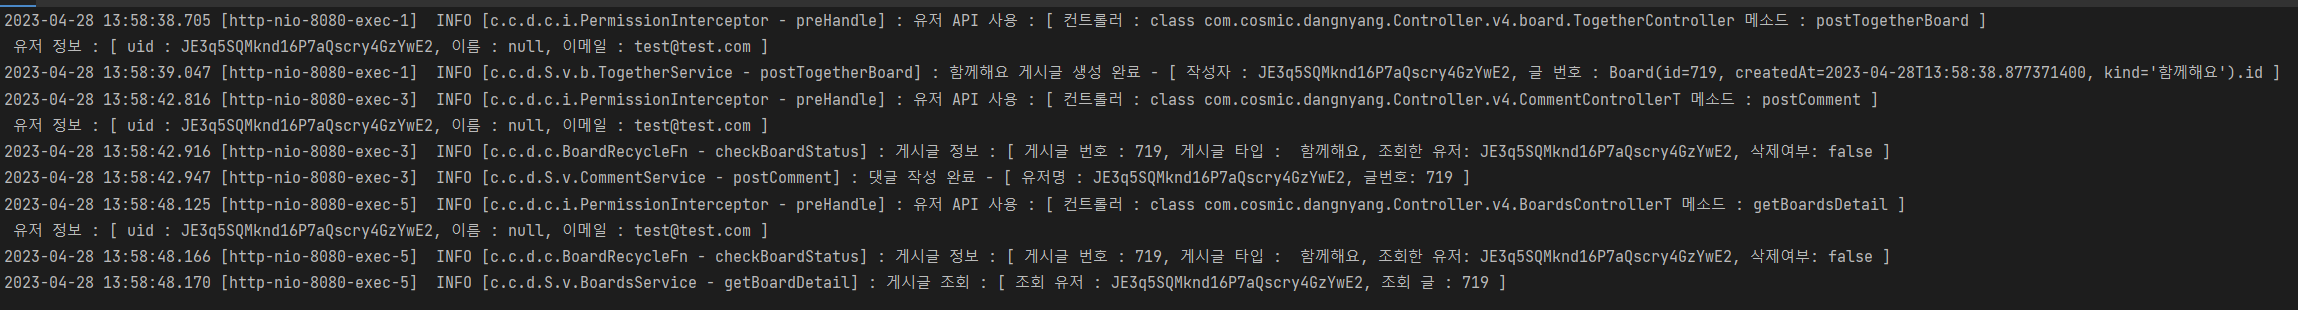 2023-04-28 13:58:38.705 [http-nio-8080-exec-1]  INFO [c.c.d.c.i.PermissionInterceptor - preHandle] : 유저 API 사용 : [ 컨트롤러 : class com.cosmic.dangnyang.Controller.v4.board.TogetherController 메소드 : postTogetherBoard ]
유저 정보 : [ uid : JE3q5SQMknd16P7aQscry4GzYwE2, 이름 : null, 이메일 : test@test.com ]
2023-04-28 13:58:39.047 [http-nio-8080-exec-1]  INFO [c.c.d.S.v.b.TogetherService - postTogetherBoard] : 함께해요 게시글 생성 완료 - [ 작성자 : JE3q5SQMknd16P7aQscry4GzYwE2, 글 번호 : Board(id=719, createdAt=2023-04-28T13:58:38.877371400, kind='함께해요').id ]
2023-04-28 13:58:42.816 [http-nio-8080-exec-3]  INFO [c.c.d.c.i.PermissionInterceptor - preHandle] : 유저 API 사용 : [ 컨트롤러 : class com.cosmic.dangnyang.Controller.v4.CommentControllerT 메소드 : postComment ]
유저 정보 : [ uid : JE3q5SQMknd16P7aQscry4GzYwE2, 이름 : null, 이메일 : test@test.com ]
2023-04-28 13:58:42.916 [http-nio-8080-exec-3]  INFO [c.c.d.c.BoardRecycleFn - checkBoardStatus] : 게시글 정보 : [ 게시글 번호 : 719, 게시글 타입 :  함께해요, 조회한 유저: JE3q5SQMknd16P7aQscry4GzYwE2, 삭제여부: false ]
2023-04-28 13:58:42.947 [http-nio-8080-exec-3]  INFO [c.c.d.S.v.CommentService - postComment] : 댓글 작성 완료 - [ 유저명 : JE3q5SQMknd16P7aQscry4GzYwE2, 글번호: 719 ]
2023-04-28 13:58:48.125 [http-nio-8080-exec-5]  INFO [c.c.d.c.i.PermissionInterceptor - preHandle] : 유저 API 사용 : [ 컨트롤러 : class com.cosmic.dangnyang.Controller.v4.BoardsControllerT 메소드 : getBoardsDetail ]
유저 정보 : [ uid : JE3q5SQMknd16P7aQscry4GzYwE2, 이름 : null, 이메일 : test@test.com ]
2023-04-28 13:58:48.166 [http-nio-8080-exec-5]  INFO [c.c.d.c.BoardRecycleFn - checkBoardStatus] : 게시글 정보 : [ 게시글 번호 : 719, 게시글 타입 :  함께해요, 조회한 유저: JE3q5SQMknd16P7aQscry4GzYwE2, 삭제여부: false ]
2023-04-28 13:58:48.170 [http-nio-8080-exec-5]  INFO [c.c.d.S.v.BoardsService - getBoardDetail] : 게시글 조회 : [ 조회 유저 : JE3q5SQMknd16P7aQscry4GzYwE2, 조회 글 : 719 ]